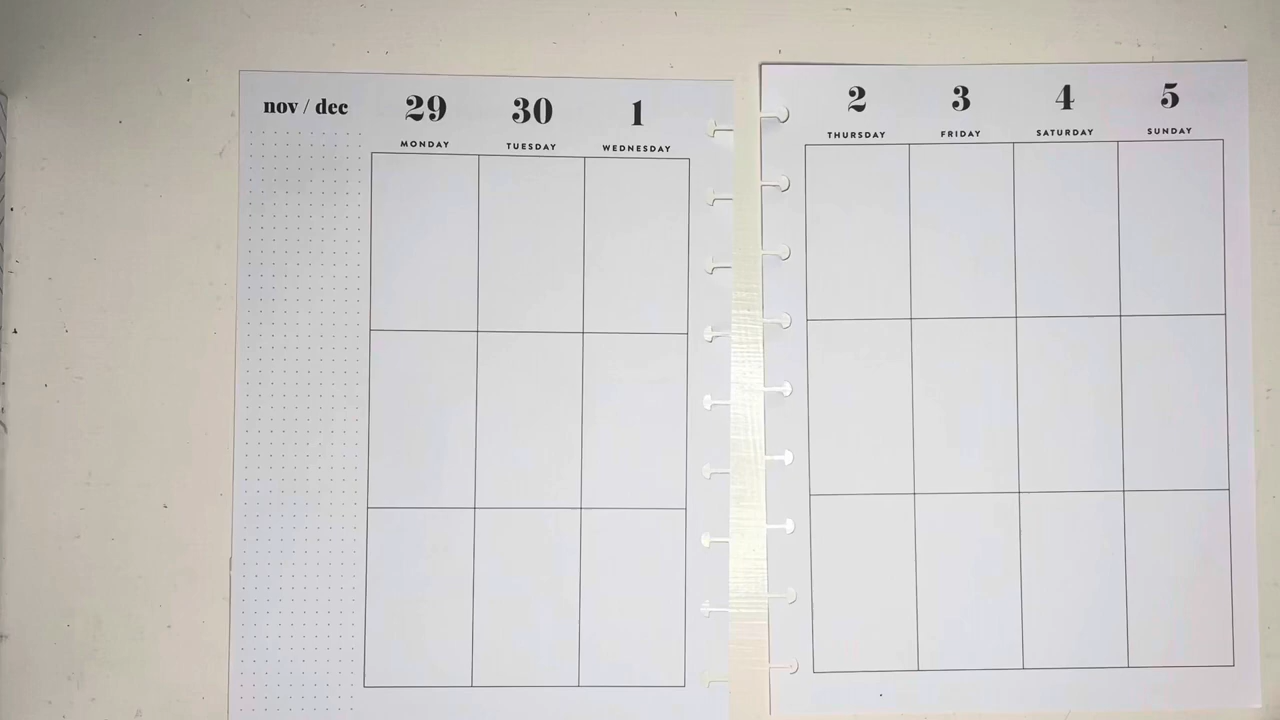 nov / dec
29 30 1
MONDAY TUESDAY WEDNESDAY
2 3 4 5
THURSDAY FRIDAY SATURDAY SUNDAY